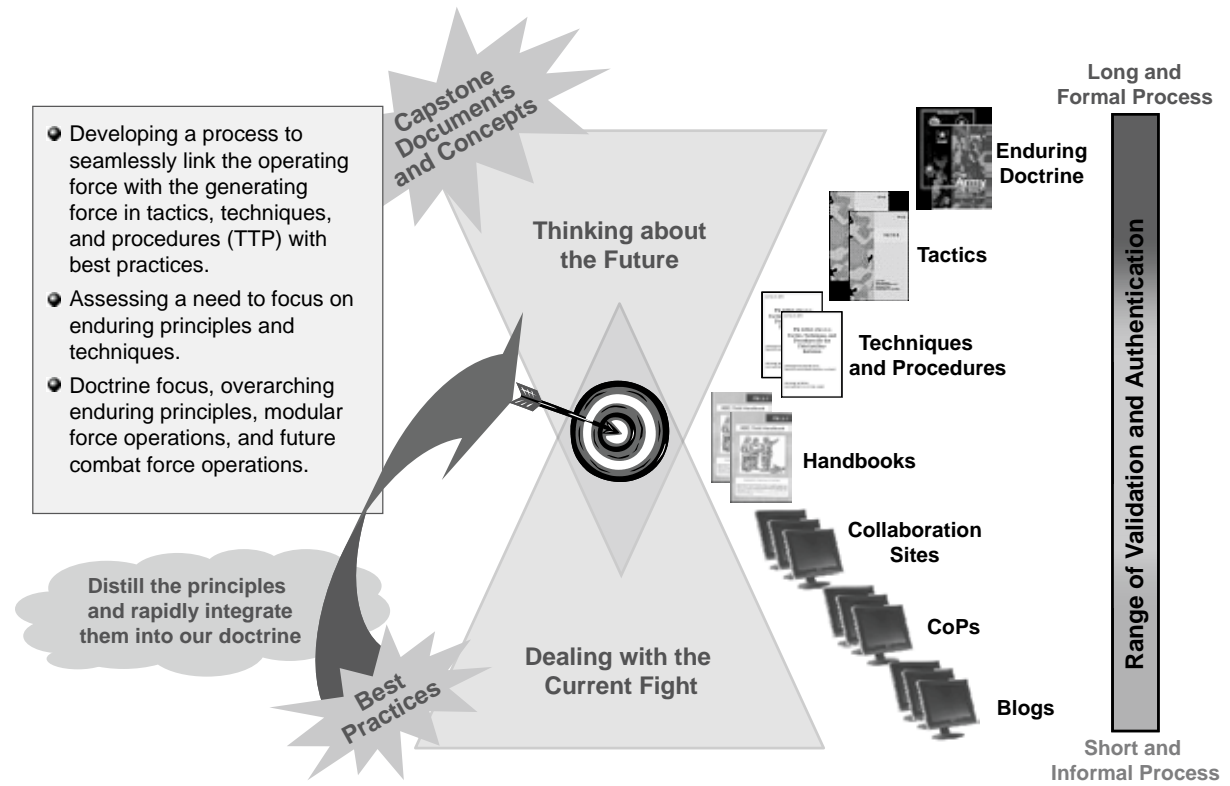 Capstone
Documents
and Concepts
Developing a process to
seamlessly link the operating
force with the generating
force in tactics, techniques,
and procedures (TTP) with
best practices.
Assessing a need to focus on
enduring principles and
techniques.
Doctrine focus, overarching
enduring principles, modular
force operations, and future
combat force operations.
Distill the principles
and rapidly integrate
them into our doctrine
Best
Practices
Thinking about
the Future
Dealing with the
Current Fight
Army
Enduring
Doctrine
Tactics
Techniques
and Procedures
Handbooks
Collaboration
Sites
CoPs
Blogs
Long and
Formal Process
Range of Validation and Authentication
Short and
Informal Process